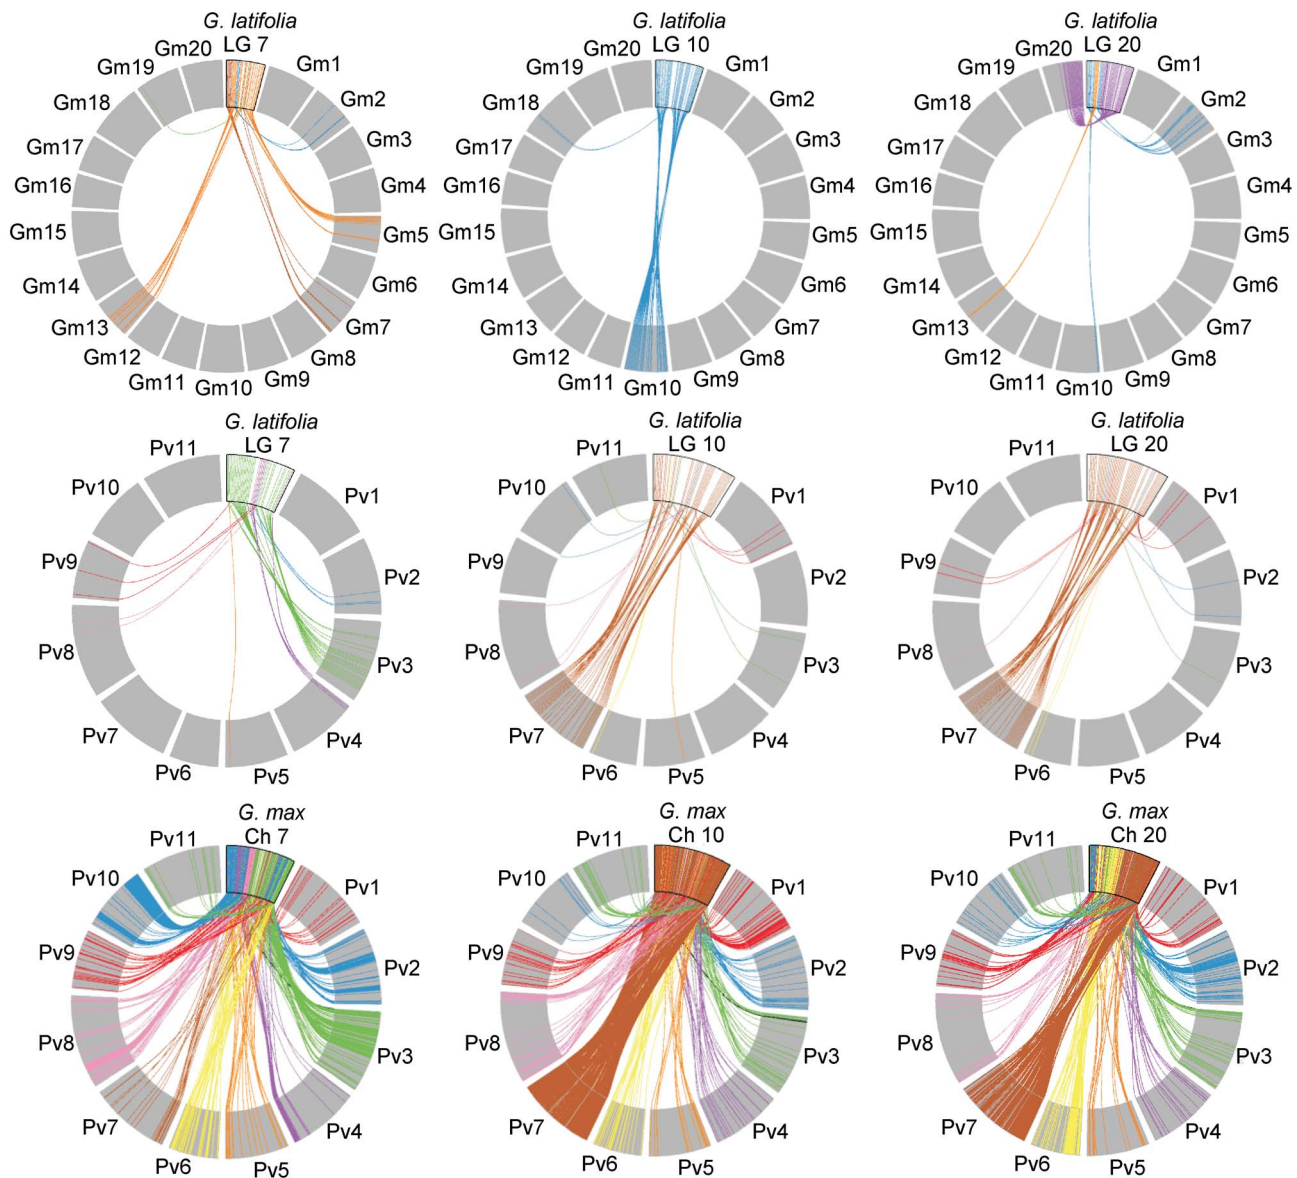 G. latifolia
LG 7
Gm1
Gm2
Gm3
Gm4
Gm5
Gm6
Gm7
Gm8
Gm9
Gm10
Gm11
Gm12
Gm13
Gm14
Gm15
Gm16
Gm17
Gm18
Gm19
Gm20
G. latifolia
LG 10
Gm1
Gm2
Gm3
Gm4
Gm5
Gm6
Gm7
Gm8
Gm9
Gm10
Gm11
Gm12
Gm13
Gm14
Gm15
Gm16
Gm17
Gm18
Gm19
Gm20
G. latifolia
LG 20
Gm1
Gm2
Gm3
Gm4
Gm5
Gm6
Gm7
Gm8
Gm9
Gm10
Gm11
Gm12
Gm13
Gm14
Gm15
Gm16
Gm17
Gm18
Gm19
Gm20
G. latifolia
LG 7
Pv1
Pv2
Pv3
Pv4
Pv5
Pv6
Pv7
Pv8
Pv9
Pv10
Pv11
G. latifolia
LG 10
Pv1
Pv2
Pv3
Pv4
Pv5
Pv6
Pv7
Pv8
Pv9
Pv10
Pv11
G. latifolia
LG 20
Pv1
Pv2
Pv3
Pv4
Pv5
Pv6
Pv7
Pv8
Pv9
Pv10
Pv11
G. max
Ch 7
Pv1
Pv2
Pv3
Pv4
Pv5
Pv6
Pv7
Pv8
Pv9
Pv10
Pv11
G. max
Ch 10
Pv1
Pv2
Pv3
Pv4
Pv5
Pv6
Pv7
Pv8
Pv9
Pv10
Pv11
G. max
Ch 20
Pv1
Pv2
Pv3
Pv4
Pv5
Pv6
Pv7
Pv8
Pv9
Pv10
Pv11